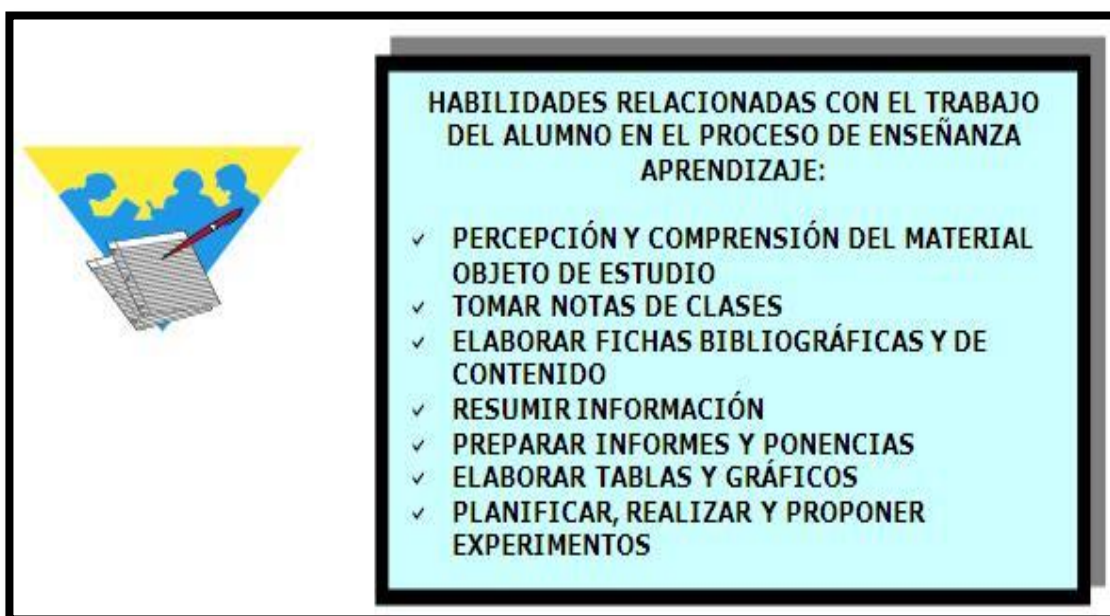 HABILIDADES RELACIONADAS CON EL TRABAJO
DEL ALUMNO EN EL PROCESO DE ENSEÑANZA
APRENDIZAJE:
✓ PERCEPCIÓN Y COMPRENSIÓN DEL MATERIAL
OBJETO DE ESTUDIO
✓ TOMAR NOTAS DE CLASES
✓ ELABORAR FICHAS BIBLIOGRÁFICAS Y DE
CONTENIDO
✓ RESUMIR INFORMACIÓN
✓ PREPARAR INFORMES Y PONENCIAS
✓ ELABORAR TABLAS Y GRÁFICOS
✓ PLANIFICAR, REALIZAR Y PROPONER
EXPERIMENTOS